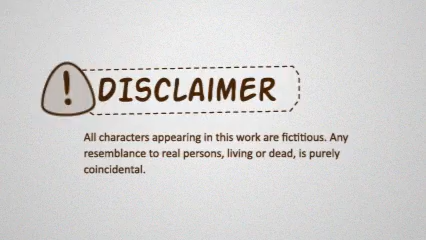 ! DISCLAIMER
All characters appearing in this work are fictitious. Any
resemblance to real persons, living or dead, is purely
coincidental.